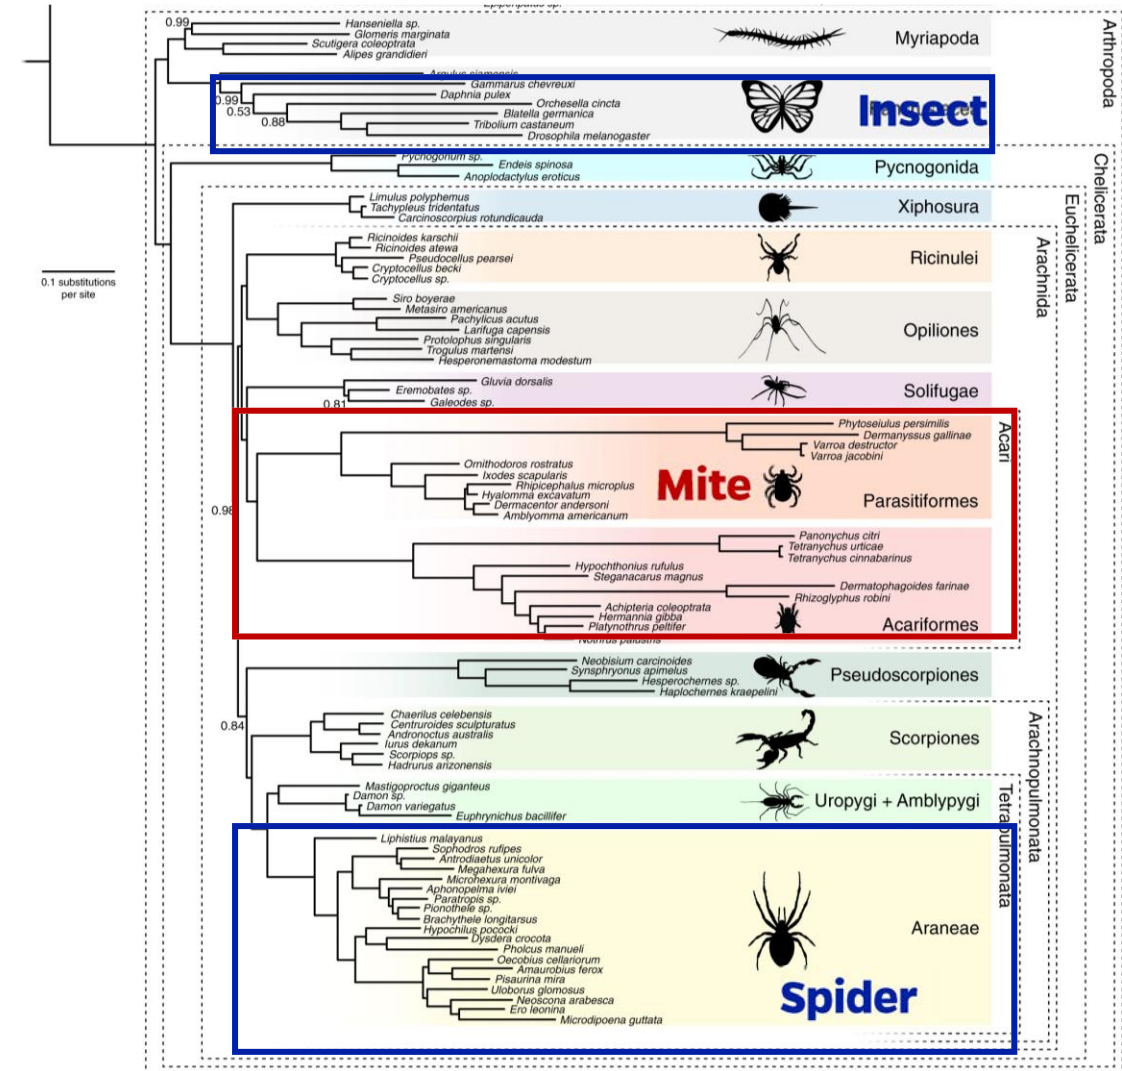 Epiperipatus sp.
0.99
Hanseniella sp.
Glomeris marginata
Scutigera coleoptrata
Alipes grandidieri
Myriapoda
Arthropoda
Argulus siamensis
Gammarus chevreuxi
Daphnia pulex
Orchesella cincta
Blatella germanica
Tribolium castaneum
Drosophila melanogaster
0.99
0.53
0.88
Insect
Pycnogonum sp.
Endeis spinosa
Anoplodactylus eroticus
Pycnogonida
Chelicerata
Limulus polyphemus
Tachypleus tridentatus
Carcinoscorpius rotundicauda
Xiphosura
Euchelicerata
Ricinoides karschii
Ricinoides atewa
Pseudocellus pearsei
Cryptocellus becki
Cryptocellus sp.
Ricinulei
Arachnida
0.1 substitutions
per site
Siro boyerae
Metasiro americanus
Pachylicus acutus
Larifuga capensis
Protolophus singularis
Trogulus martensi
Hesperonemastoma modestum
Opiliones
Gluvia dorsalis
Eremobates sp.
Galeodes sp.
0.81
Solifugae
Phytoseiulus persimilis
Dermanyssus gallinae
Varroa destructor
Varroa jacobini
Acari
Ornithodoros rostratus
Ixodes scapularis
Rhipicephalus microplus
Hyalomma excavatum
Dermacentor andersoni
Amblyomma americanum
Mite
Parasitiformes
0.98
Panonychus citri
Tetranychus urticae
Tetranychus cinnabarinus
Hypochthonius rufulus
Steganacarus magnus
Dermatophagoides farinae
Rhizoglyphus robini
Achipteria coleoptrata
Hermannia gibba
Platynothrus peltifer
Nothrus palustris
Acariformes
Neobisium carcinoides
Synsphryonus apimelus
Hesperochernes sp.
Haplochernes kraepelini
Pseudoscorpiones
0.84
Chaerilus celebensis
Centruroides sculpturatus
Andronoctus australis
Iurus dekanum
Scorpiops sp.
Hadrurus arizonensis
Scorpiones
Arachnopulmonata
Mastigoproctus giganteus
Damon sp.
Damon variegatus
Euphrynichus bacillifer
Uropygi + Amblypygi
Tetrapulmonata
Liphistius malayanus
Sophodros rufipes
Antrodiaetus unicolor
Megahexura fulva
Microhexura montivaga
Aphonopelma iviei
Paratropis sp.
Pionothele sp.
Brachythele longitarsus
Hypochilus pococki
Dysdera crocota
Pholcus manueli
Oecobius cellariorum
Amaurobius ferox
Pisaurina mira
Uloborus glomosus
Neoscona arabesca
Ero leonina
Microdipoena guttata
Araneae
Spider